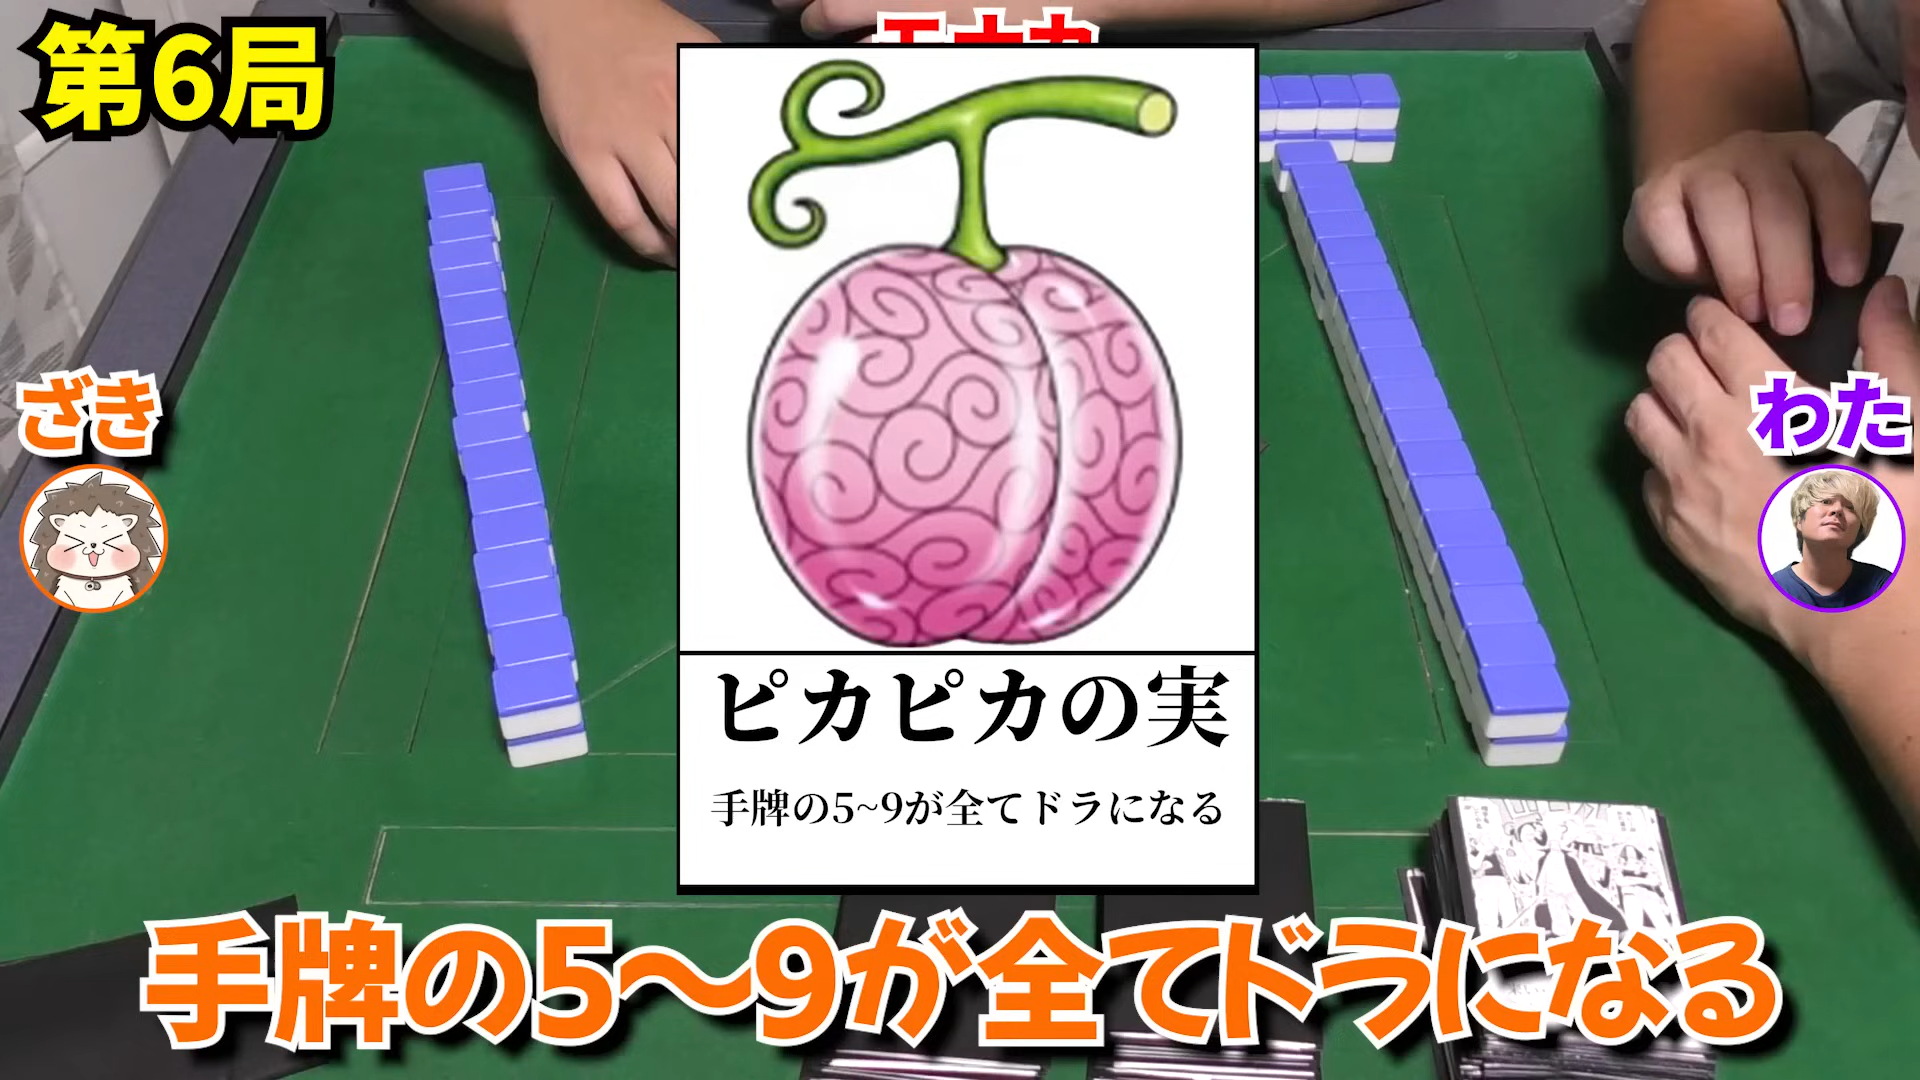 第6局
ざき
わた
ピカピカの実
手牌の5~9が全てドラになる
手牌の5〜9が全てドラになる